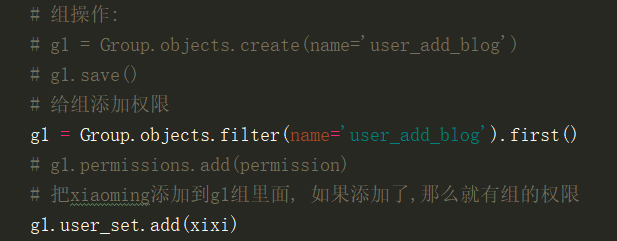 # 组操作:
# g1 = Group.objects.create(name='user_add_blog')
# g1.save()
# 给组添加权限
g1 = Group.objects.filter(name='user_add_blog').first()
# g1.permissions.add(permission)
# 把xiaoming添加到g1组里面, 如果添加了,那么就有组的权限
g1.user_set.add(xixi)